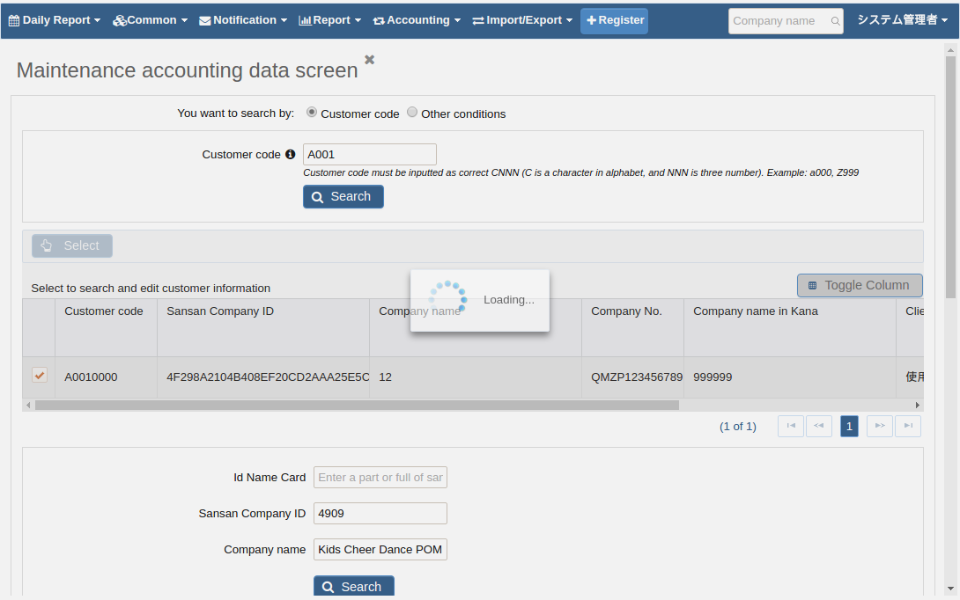 Daily Report Common Notification Report Accounting Import/Export Register Company name システム管理者
Maintenance accounting data screen
You want to search by: Customer code Other conditions
Customer code A001
Customer code must be inputted as correct CNNN (C is a character in alphabet, and NNN is three number). Example: a000, Z999
Search
Select
Loading...
Select to search and edit customer information Toggle Column
Customer code Sansan Company ID Company name Company No. Company name in Kana Clie
A0010000 4F298A2104B408EF20CD2AAA25E5C 12 QMZP123456789 999999 使用
(1 of 1) 1
Id Name Card Enter a part or full of sar
Sansan Company ID 4909
Company name Kids Cheer Dance POM
Search